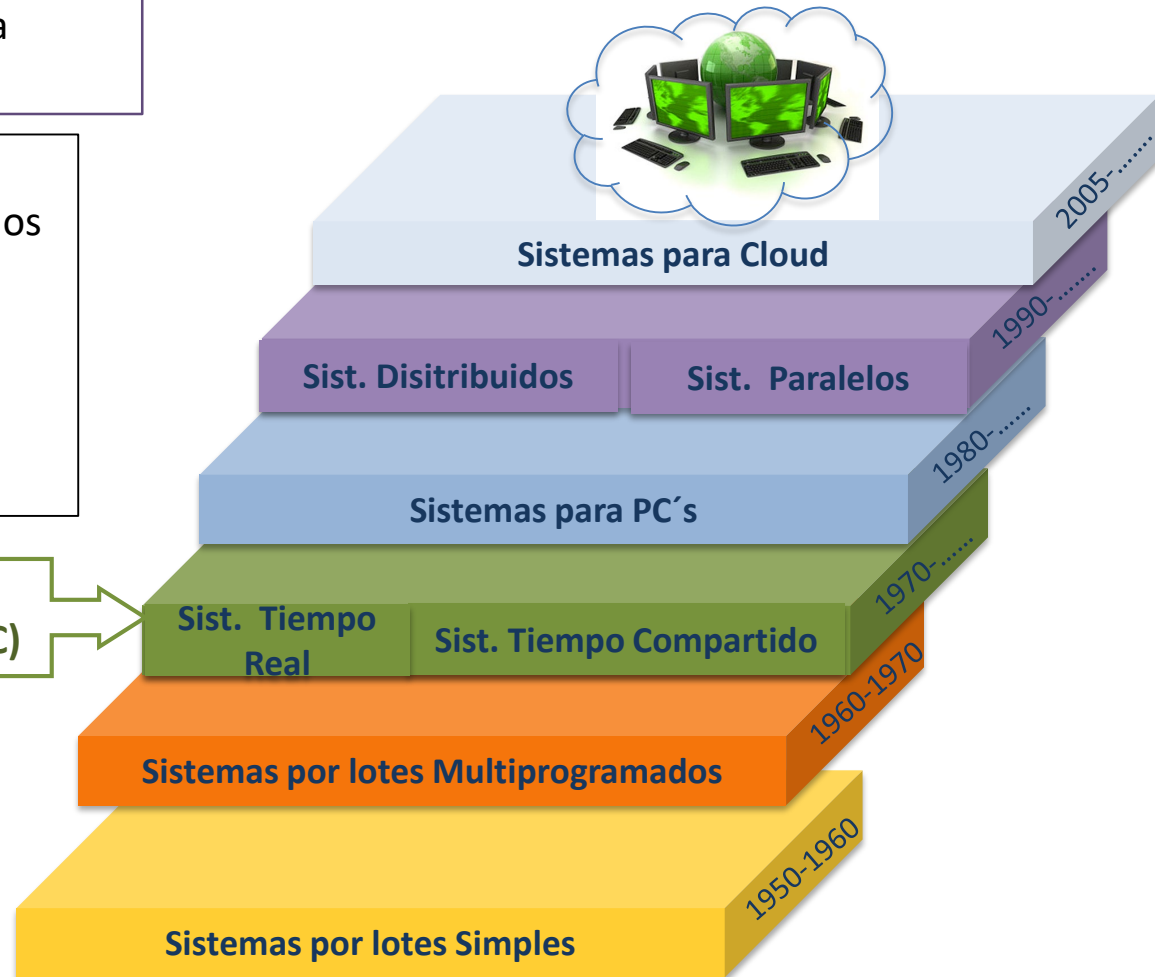 a
os
C)
2005-.......
Sistemas para Cloud
1990-.......
Sist. Disitribuidos
Sist. Paralelos
1980-......
Sistemas para PC´s
1970-......
Sist. Tiempo
Real
Sist. Tiempo Compartido
1960-1970
Sistemas por lotes Multiprogramados
1950-1960
Sistemas por lotes Simples